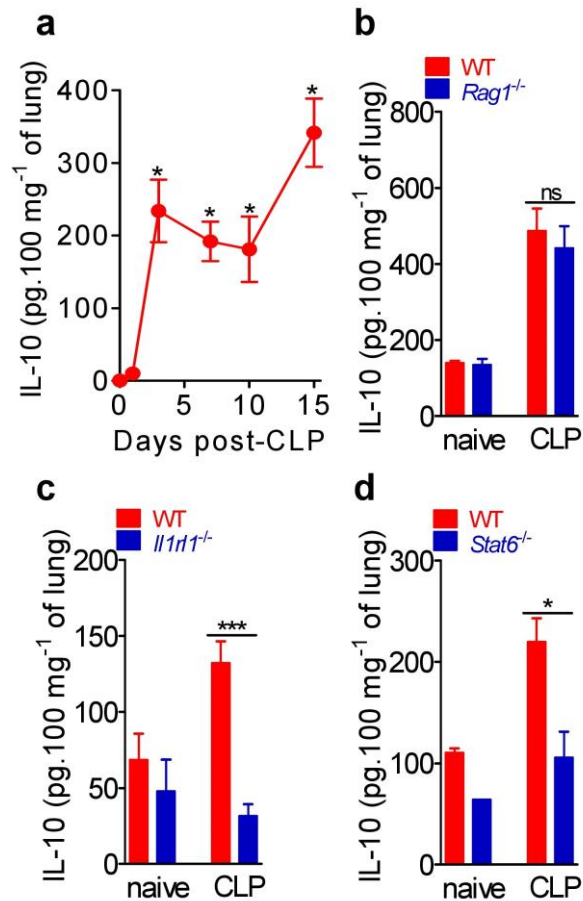 a
IL-10 (pg.100 mg⁻¹ of lung)
400
300
200
100
0
*
*
*
*
0 5 10 15
Days post-CLP
b
WT
Rag1⁻/⁻
IL-10 (pg.100 mg⁻¹ of lung)
800
600
400
200
0
ns
naive CLP
c
WT
Il1rl1⁻/⁻
IL-10 (pg.100 mg⁻¹ of lung)
200
150
100
50
0
***
naive CLP
d
WT
Stat6⁻/⁻
IL-10 (pg.100 mg⁻¹ of lung)
300
200
100
0
*
naive CLP